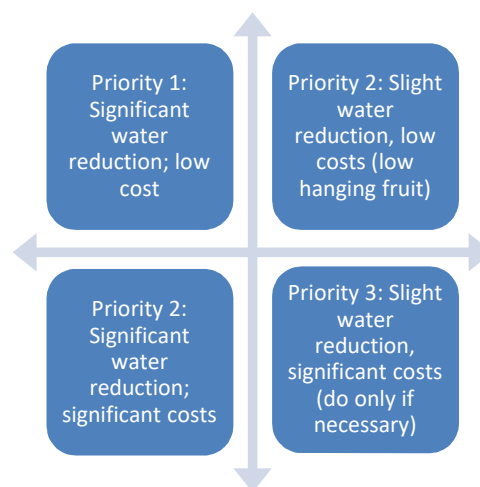 Priority 1:
Significant
water
reduction; low
cost
Priority 2: Slight
water
reduction, low
costs (low
hanging fruit)
Priority 2:
Significant
water
reduction;
significant costs
Priority 3: Slight
water
reduction,
significant costs
(do only if
necessary)